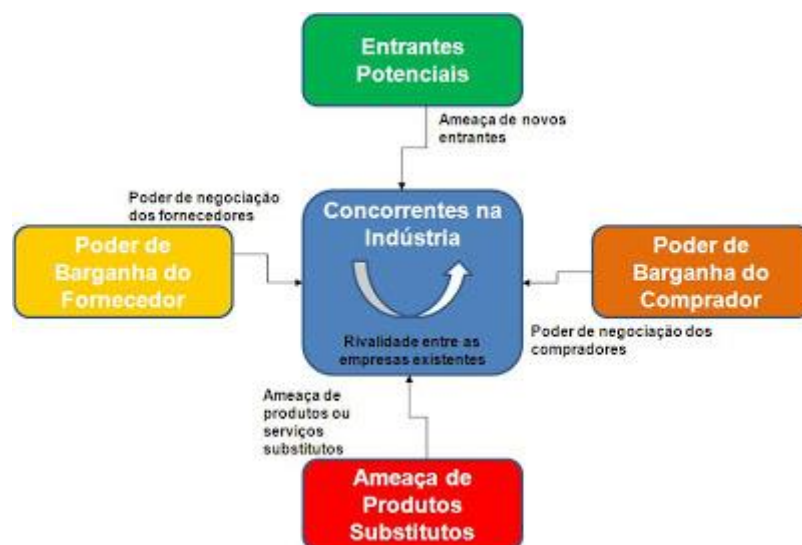 Entrantes
Potenciais
Ameaça de novos
entrantes
Poder de negociação
dos fornecedores
Poder de
Barganha do
Fornecedor
Concorrentes na
Indústria
Rivalidade entre as
empresas existentes
Poder de
Barganha do
Comprador
Poder de negociação dos
compradores
Ameaça de
produtos ou
serviços
substitutos
Ameaça de
Produtos
Substitutos